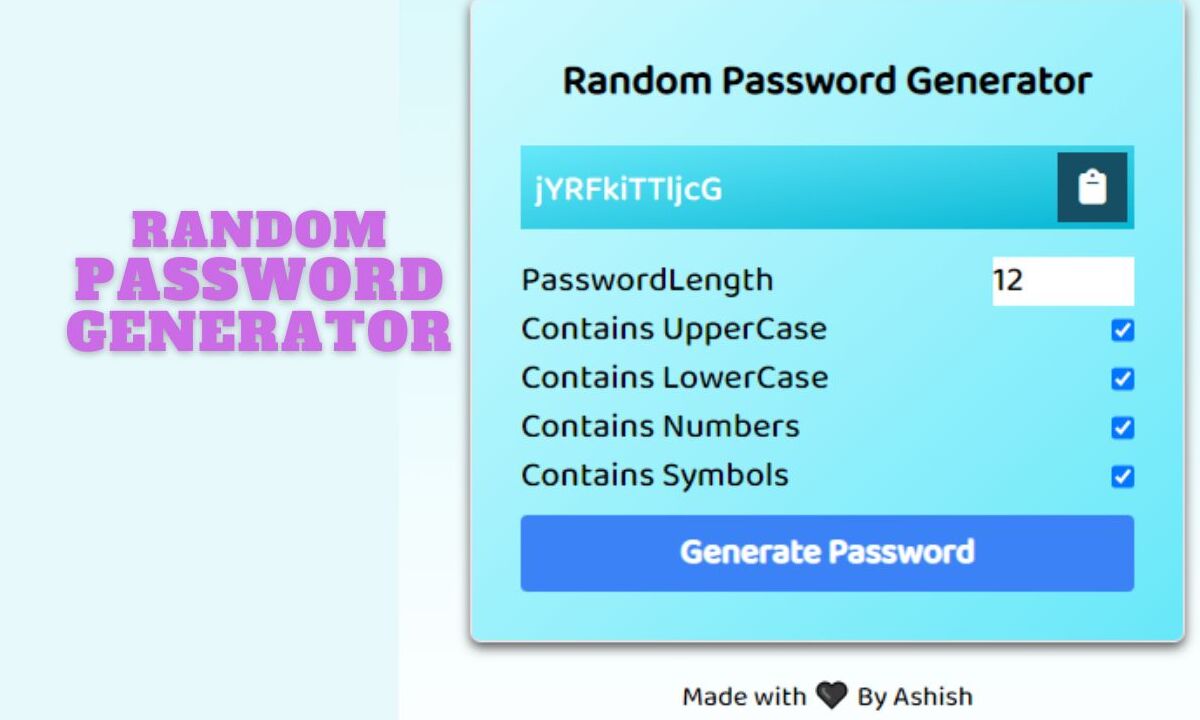 RANDOM
PASSWORD
GENERATOR
Random Password Generator
jYRFkiTTljcG
PasswordLength 12
Contains UpperCase
Contains LowerCase
Contains Numbers
Contains Symbols
Generate Password
Made with 🖤 By Ashish